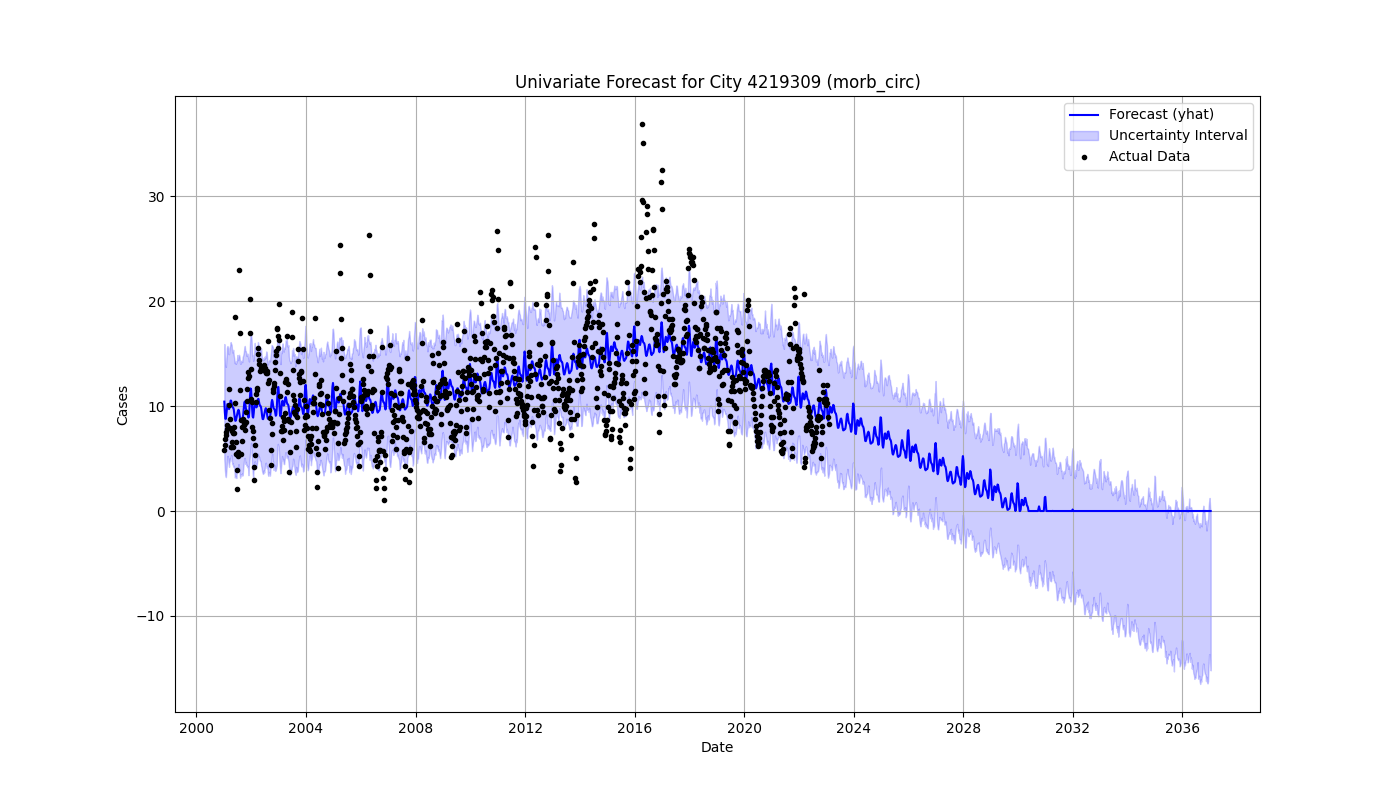 Univariate Forecast for City 4219309 (morb_circ)
Forecast (yhat)
Uncertainty Interval
Actual Data
Cases
30
20
10
0
−10
2000 2004 2008 2012 2016 2020 2024 2028 2032 2036
Date